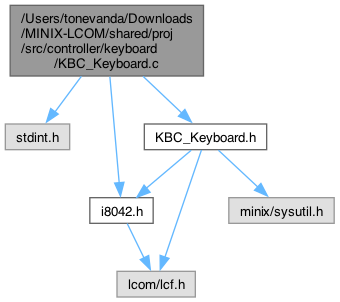 /Users/tonevanda/Downloads
/MINIX-LCOM/shared/proj
/src/controller/keyboard
/KBC_Keyboard.c
stdint.h
KBC_Keyboard.h
i8042.h
minix/sysutil.h
lcom/lcf.h